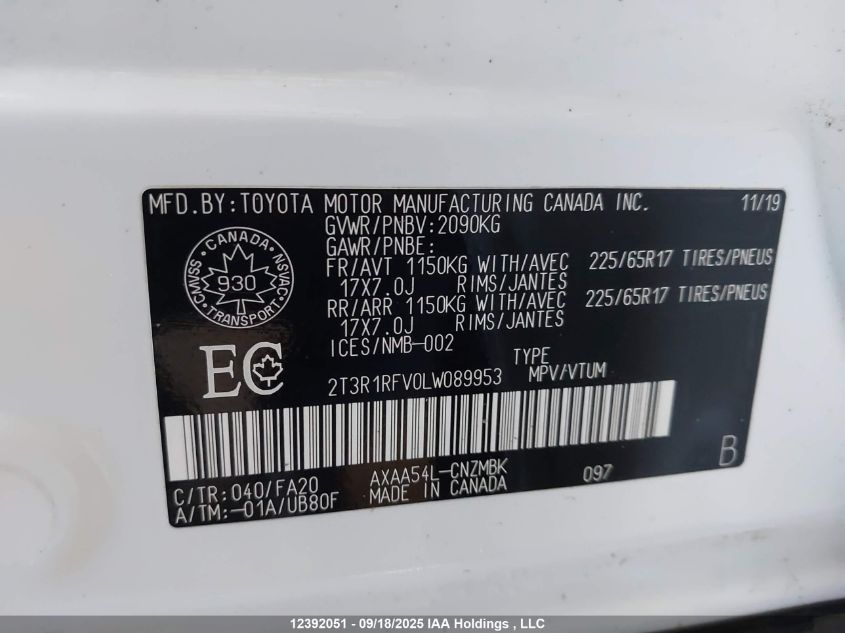 MFD.BY:TOYOTA MOTOR MANUFACTURING CANADA INC. 11/19
GVWR/PNBV:2090KG
GAWR/PNBE:
FR/AVT 1150KG WITH/AVEC 225/65R17 TIRES/PNEUS
17X7.0J RIMS/JANTES
RR/ARR 1150KG WITH/AVEC 225/65R17 TIRES/PNEUS
17X7.0J RIMS/JANTES
ICES/NMB-002
CANADA
CMVSS 930 NSVAC
TRANSPORT
EC
2T3R1RFV0LW089953 TYPE MPV/VTUM
B
C/TR:040/FA20 AXAA54L-CNZMBK 097
A/TM:-01A/UB80F MADE IN CANADA
12392051 - 09/18/2025 IAA Holdings , LLC